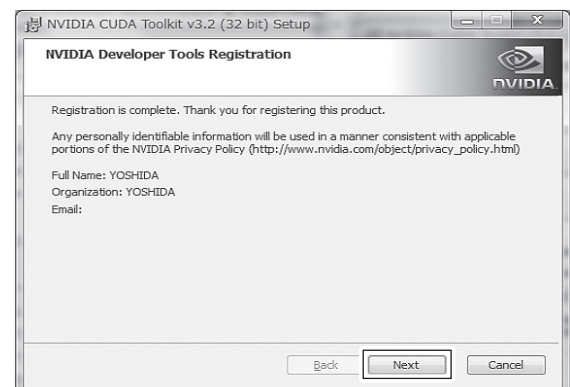 NVIDIA CUDA Toolkit v3.2 (32 bit) Setup
NVIDIA Developer Tools Registration
NVIDIA
Registration is complete. Thank you for registering this product.
Any personally identifiable information will be used in a manner consistent with applicable
portions of the NVIDIA Privacy Policy (http://www.nvidia.com/object/privacy_policy.html)
Full Name: YOSHIDA
Organization: YOSHIDA
Email:
Back
Next
Cancel